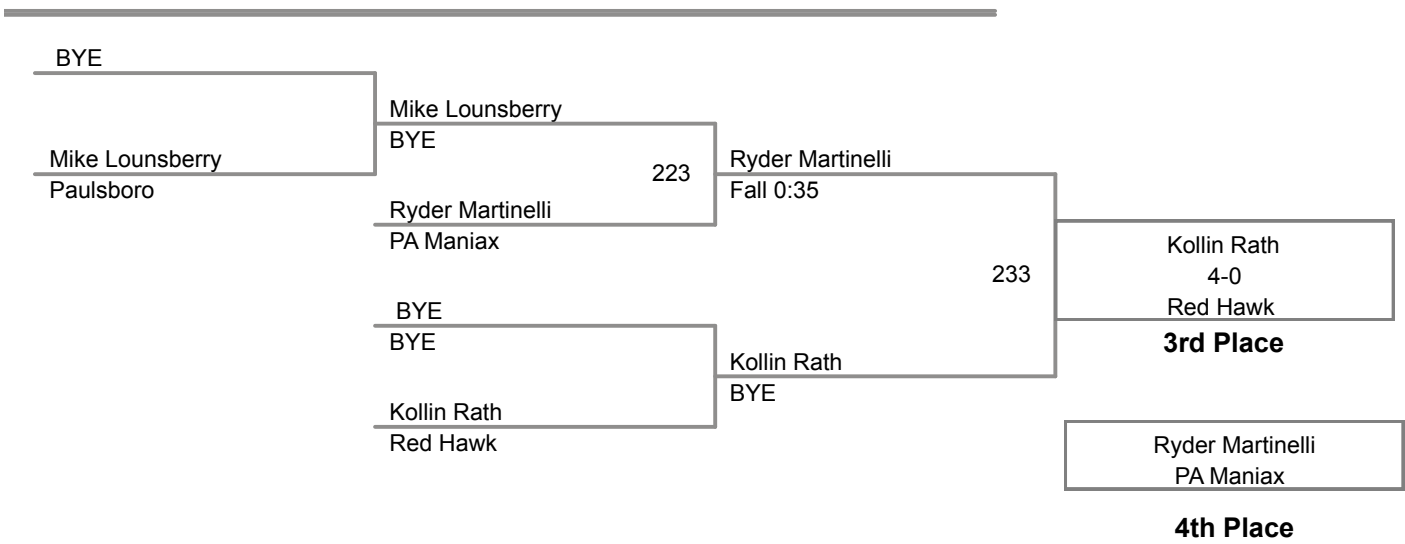 BYE
Mike Lounsberry
Paulsboro
Mike Lounsberry
BYE
Ryder Martinelli
PA Maniax
BYE
BYE
Kollin Rath
Red Hawk
223
Ryder Martinelli
Fall 0:35
Kollin Rath
BYE
233
Kollin Rath
4-0
Red Hawk
3rd Place
Ryder Martinelli
PA Maniax
4th Place